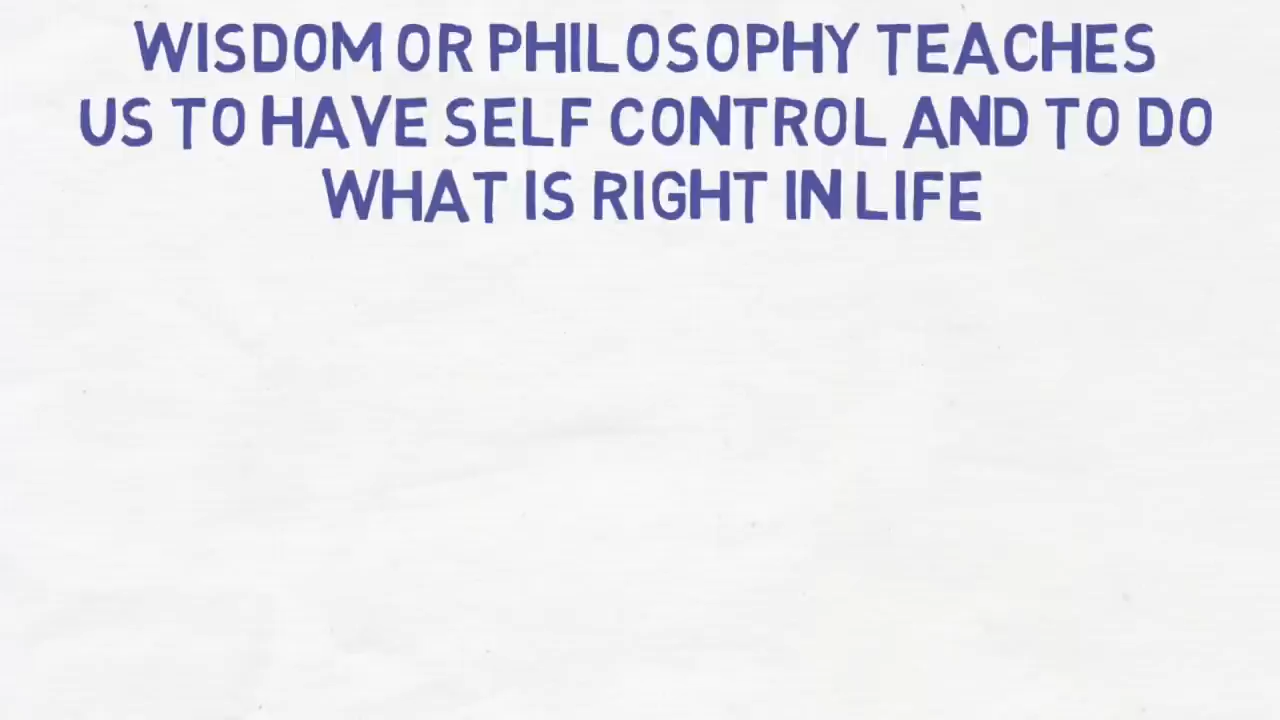 WISDOM OR PHILOSOPHY TEACHES
US TO HAVE SELF CONTROL AND TO DO
WHAT IS RIGHT IN LIFE